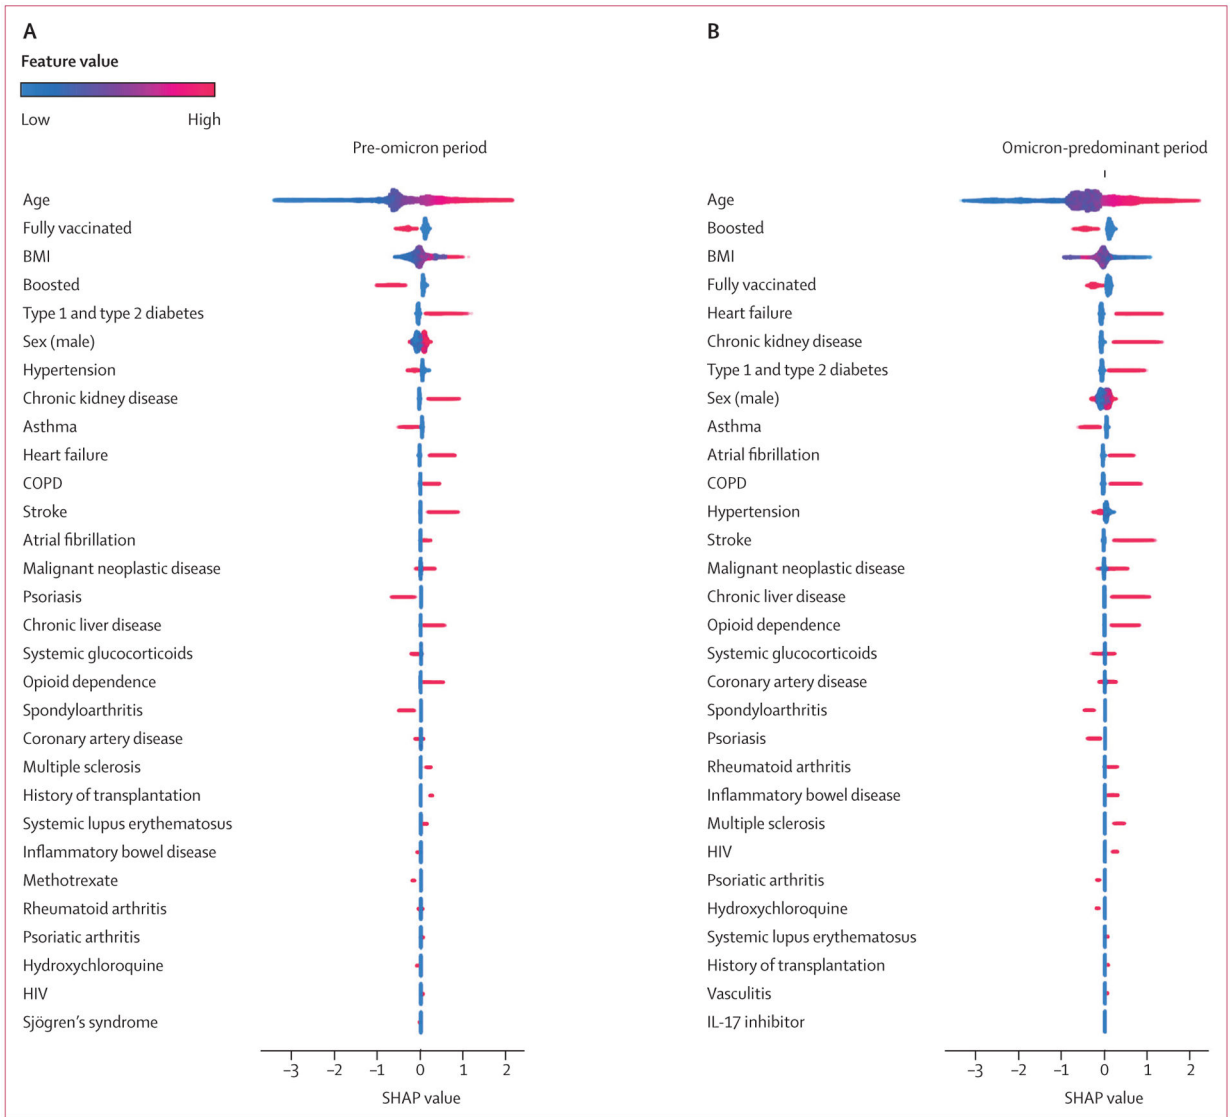 A
Feature value
Low High
Pre-omicron period
Age
Fully vaccinated
BMI
Boosted
Type 1 and type 2 diabetes
Sex (male)
Hypertension
Chronic kidney disease
Asthma
Heart failure
COPD
Stroke
Atrial fibrillation
Malignant neoplastic disease
Psoriasis
Chronic liver disease
Systemic glucocorticoids
Opioid dependence
Spondyloarthritis
Coronary artery disease
Multiple sclerosis
History of transplantation
Systemic lupus erythematosus
Inflammatory bowel disease
Methotrexate
Rheumatoid arthritis
Psoriatic arthritis
Hydroxychloroquine
HIV
Sjögren's syndrome
–3 –2 –1 0 1 2
SHAP value
B
Omicron-predominant period
Age
Boosted
BMI
Fully vaccinated
Heart failure
Chronic kidney disease
Type 1 and type 2 diabetes
Sex (male)
Asthma
Atrial fibrillation
COPD
Hypertension
Stroke
Malignant neoplastic disease
Chronic liver disease
Opioid dependence
Systemic glucocorticoids
Coronary artery disease
Spondyloarthritis
Psoriasis
Rheumatoid arthritis
Inflammatory bowel disease
Multiple sclerosis
HIV
Psoriatic arthritis
Hydroxychloroquine
Systemic lupus erythematosus
History of transplantation
Vasculitis
IL-17 inhibitor
–3 –2 –1 0 1 2
SHAP value